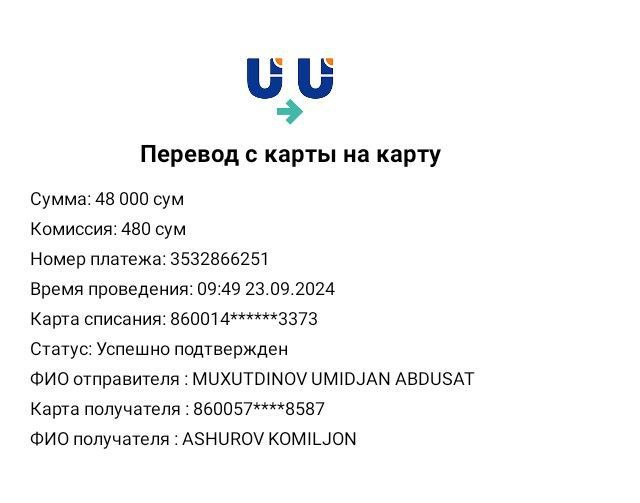 Перевод с карты на карту
Сумма: 48 000 сум
Комиссия: 480 сум
Номер платежа: 3532866251
Время проведения: 09:49 23.09.2024
Карта списания: 860014******3373
Статус: Успешно подтвержден
ФИО отправителя : MUXUTDINOV UMIDJAN ABDUSAT
Карта получателя : 860057****8587
ФИО получателя : ASHUROV KOMILJON